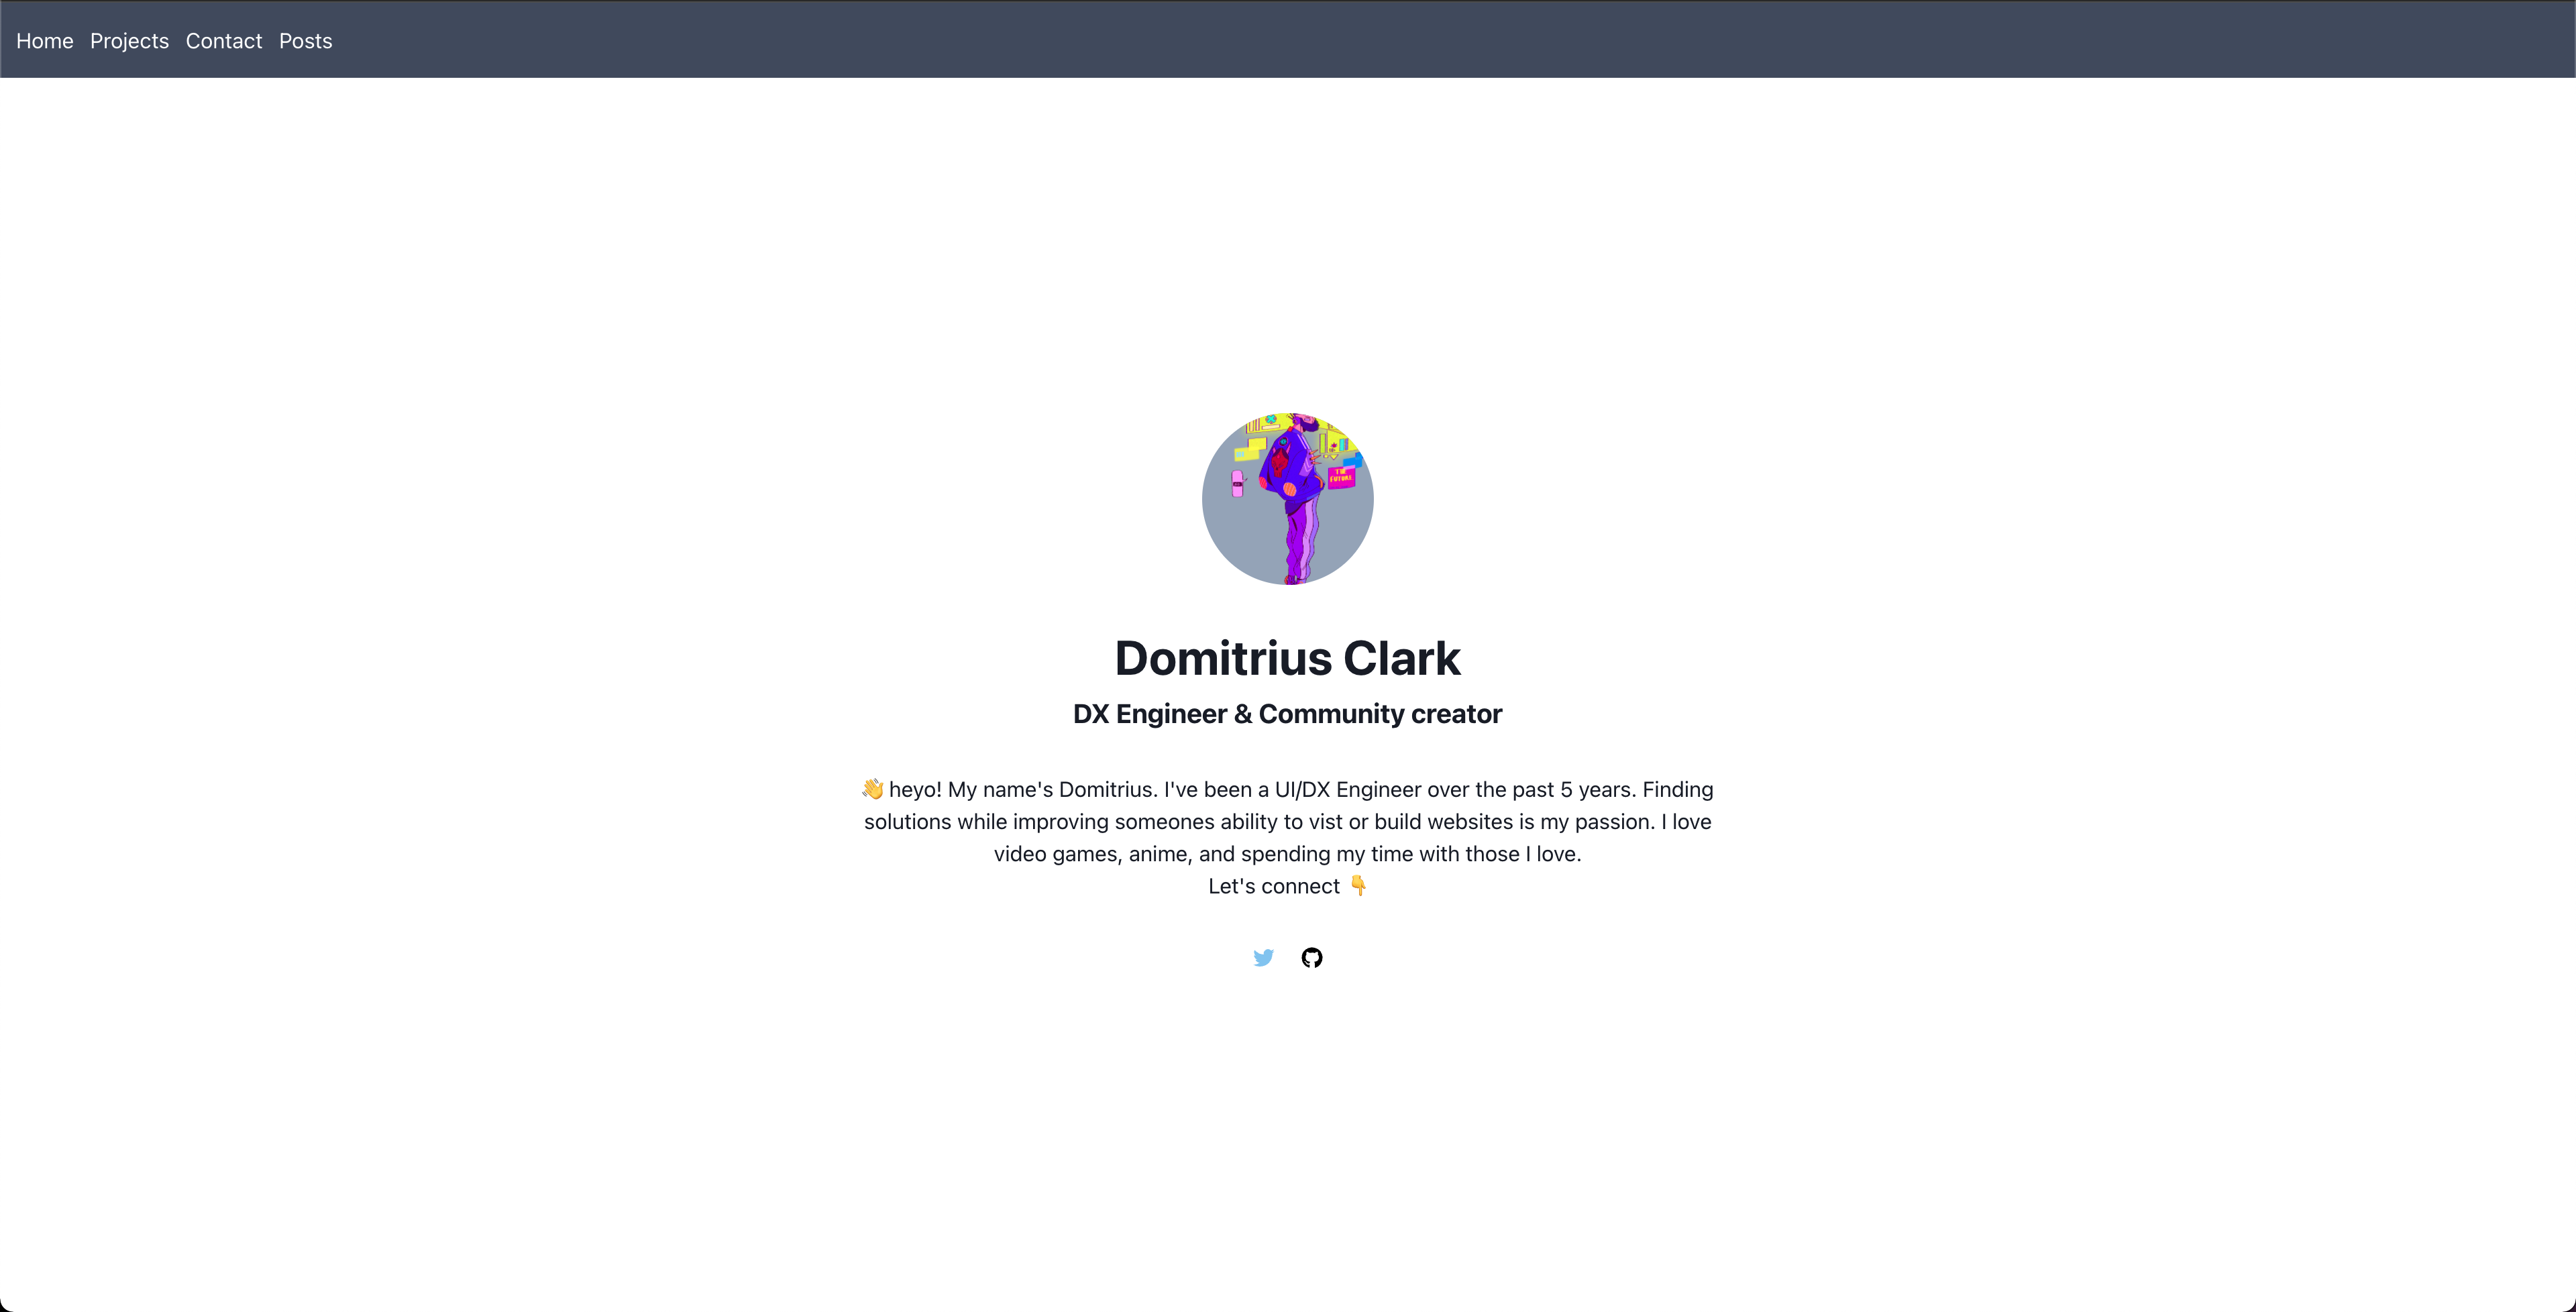 Home Projects Contact Posts
THE
FUTURE
Domitrius Clark
DX Engineer & Community creator
👋 heyo! My name's Domitrius. I've been a UI/DX Engineer over the past 5 years. Finding
solutions while improving someones ability to vist or build websites is my passion. I love
video games, anime, and spending my time with those I love.
Let's connect 👇